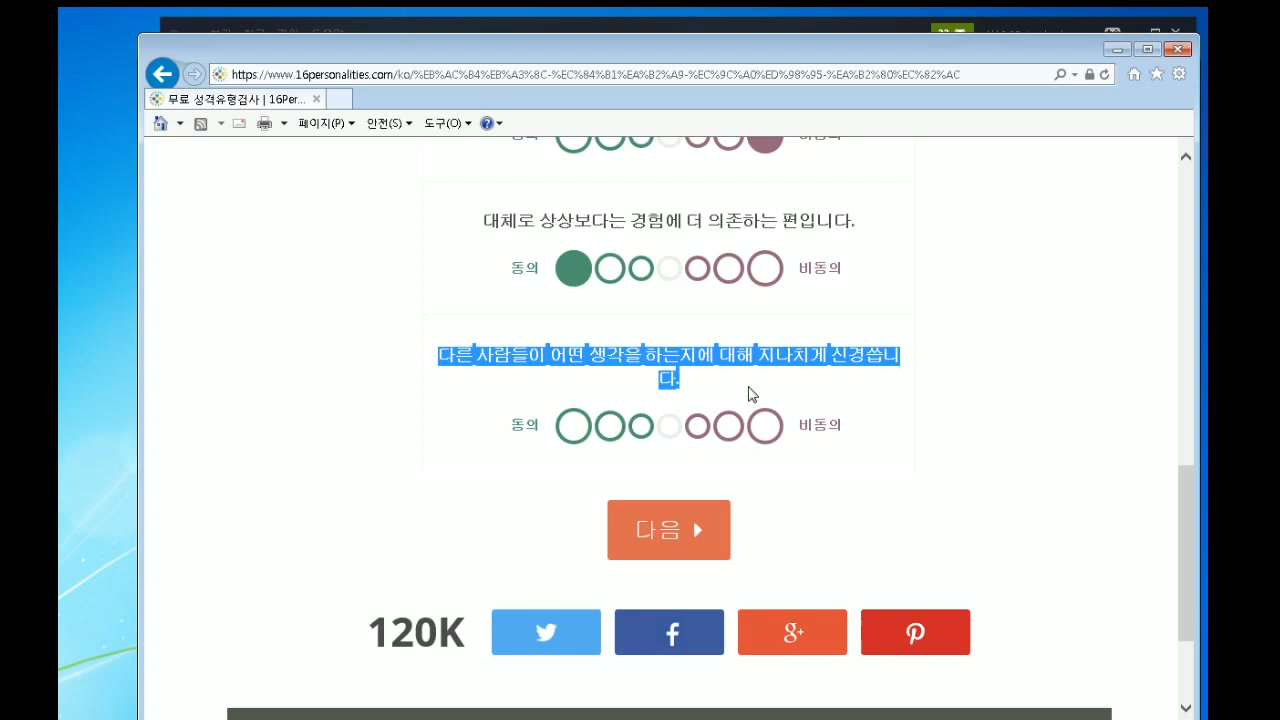 https://www.16personalities.com/ko/%EB%AC%B4%EB%A3%8C-%EC%84%B1%EA%B2%A9-%EC%9C%A0%ED%98%95-%EA%B2%80%EC%82%AC
무료 성격유형검사 | 16Per...
페이지(P) 안전(S) 도구(O)
대체로 상상보다는 경험에 더 의존하는 편입니다.
동의 비동의
다른 사람들이 어떤 생각을 하는지에 대해 지나치게 신경씁니
다.
동의 비동의
다음
120K